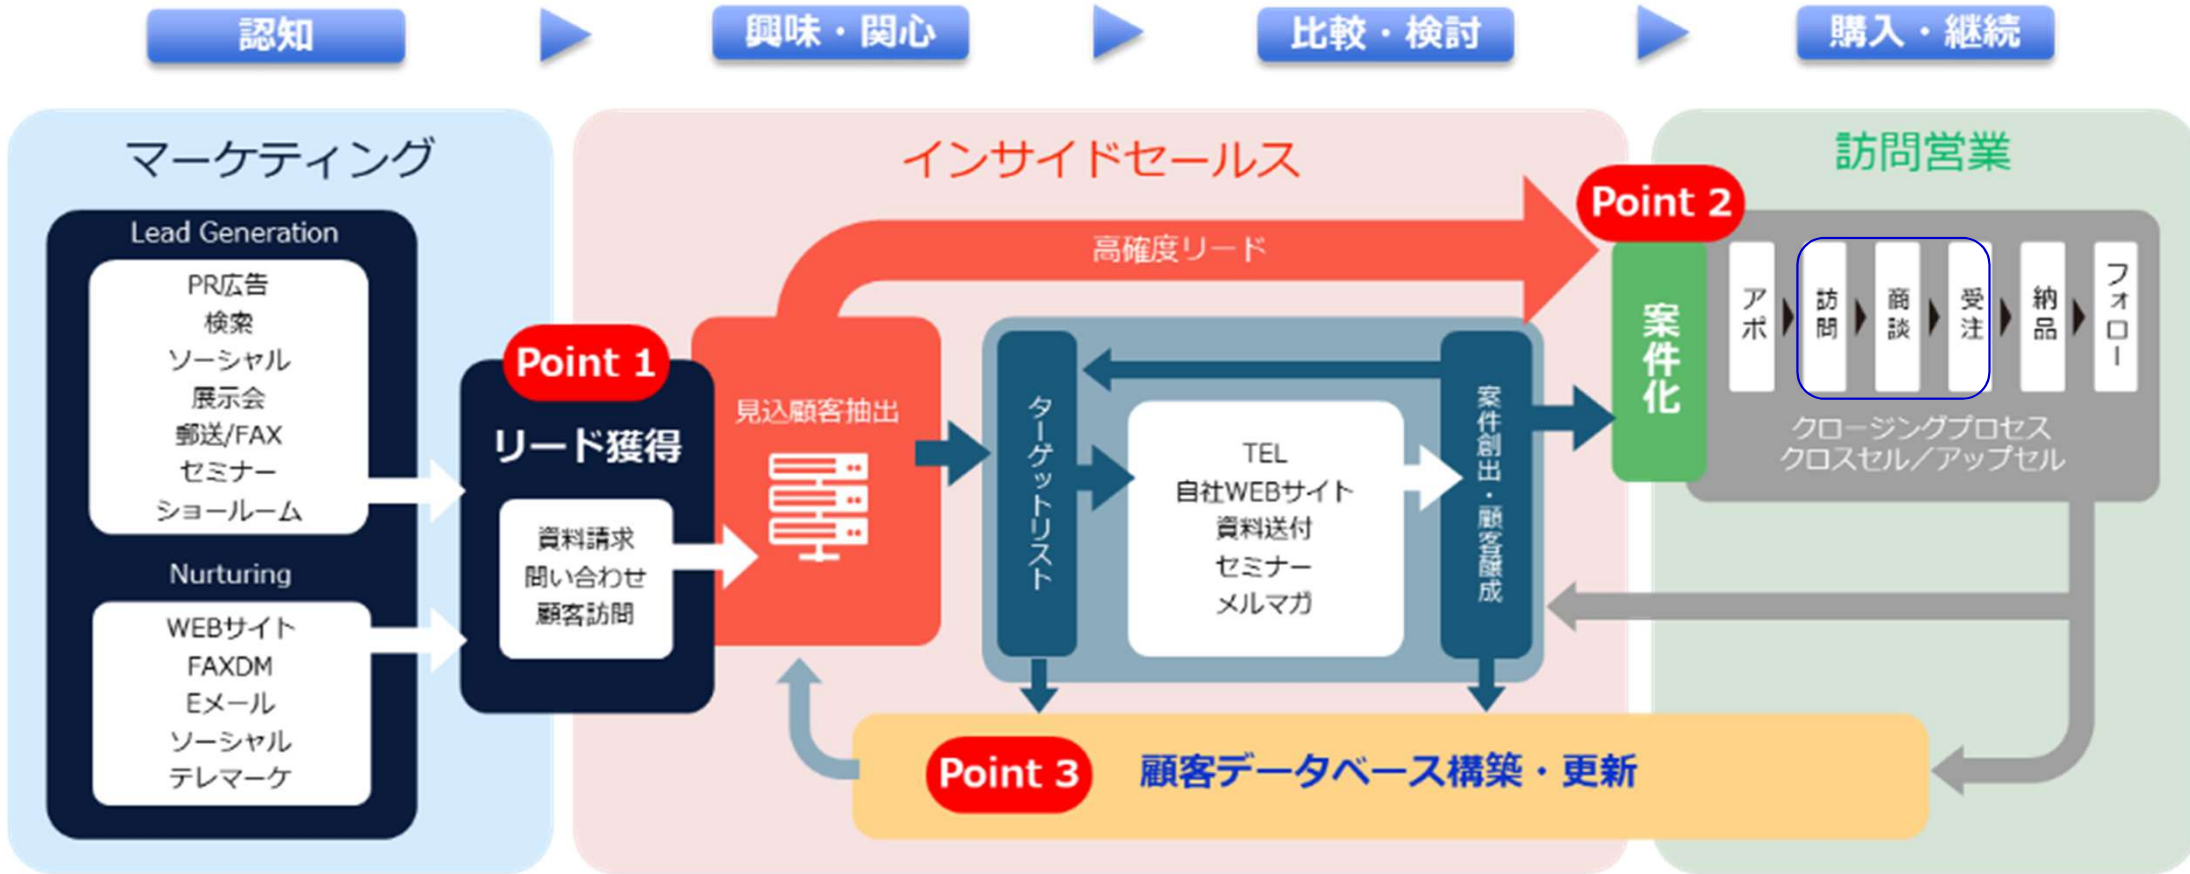 認知
興味・関心
比較・検討
購入・継続
マーケティング
Lead Generation
PR広告
検索
ソーシャル
展示会
郵送/FAX
セミナー
ショールーム
Nurturing
WEBサイト
FAXDM
Eメール
ソーシャル
テレマーケ
Point 1
リード獲得
資料請求
問い合わせ
顧客訪問
インサイドセールス
高確度リード
見込顧客抽出
ターゲットリスト
TEL
自社WEBサイト
資料送付
セミナー
メルマガ
案件創出・顧客醸成
訪問営業
Point 2
案件化
アポ
訪問
商談
受注
納品
フォロー
クロージングプロセス
クロスセル／アップセル
Point 3
顧客データベース構築・更新